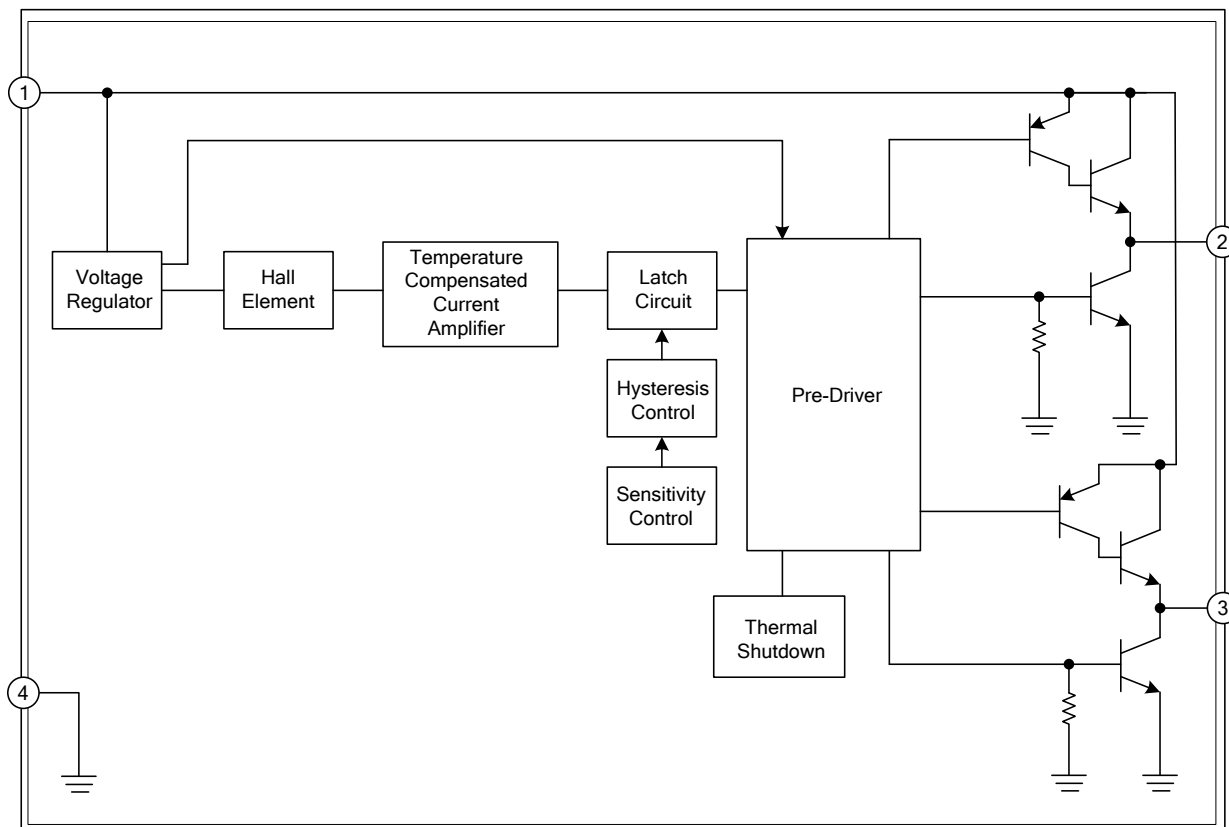 1
2
3
4
Voltage
Regulator
Hall
Element
Temperature
Compensated
Current
Amplifier
Latch
Circuit
Hysteresis
Control
Sensitivity
Control
Pre-Driver
Thermal
Shutdown